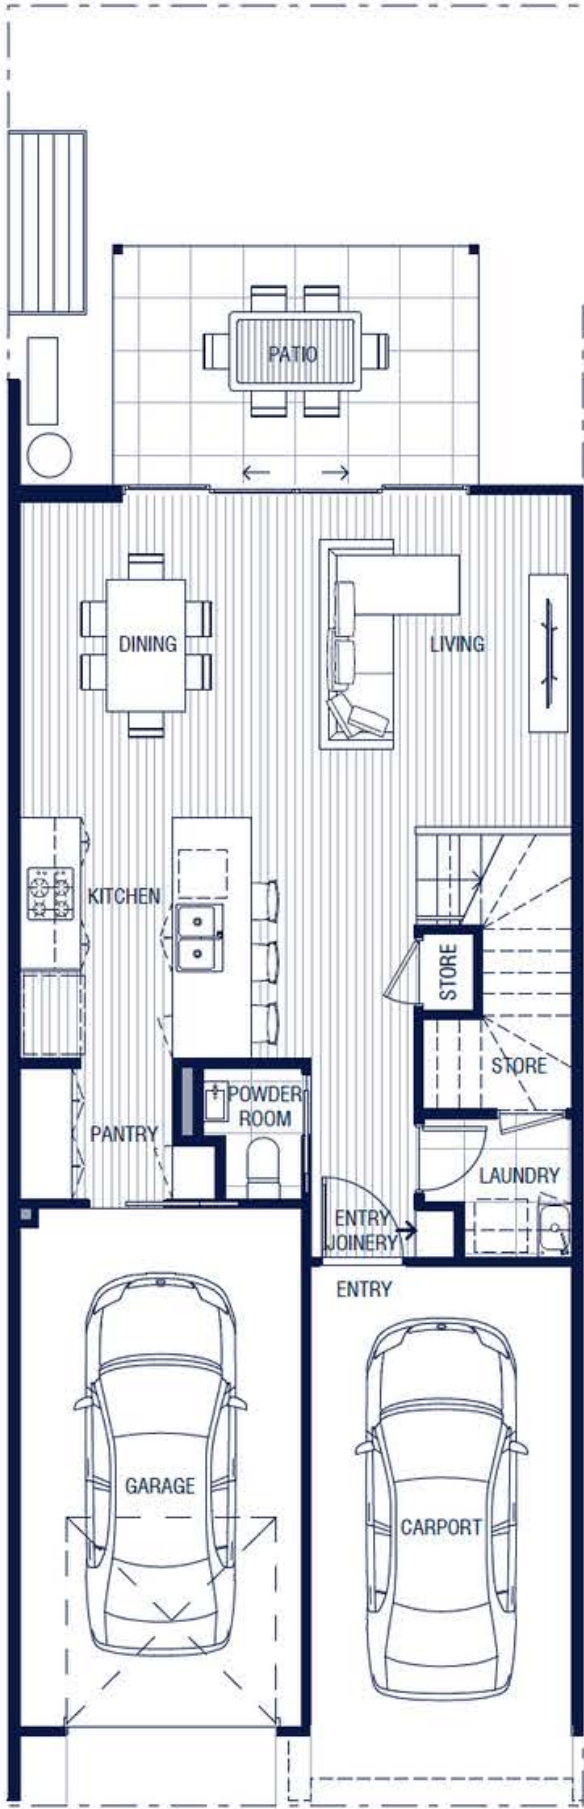 PATIO
DINING
LIVING
KITCHEN
STORE
STORE
POWDER
ROOM
PANTRY
LAUNDRY
ENTRY
JOINERY
ENTRY
GARAGE
CARPORT